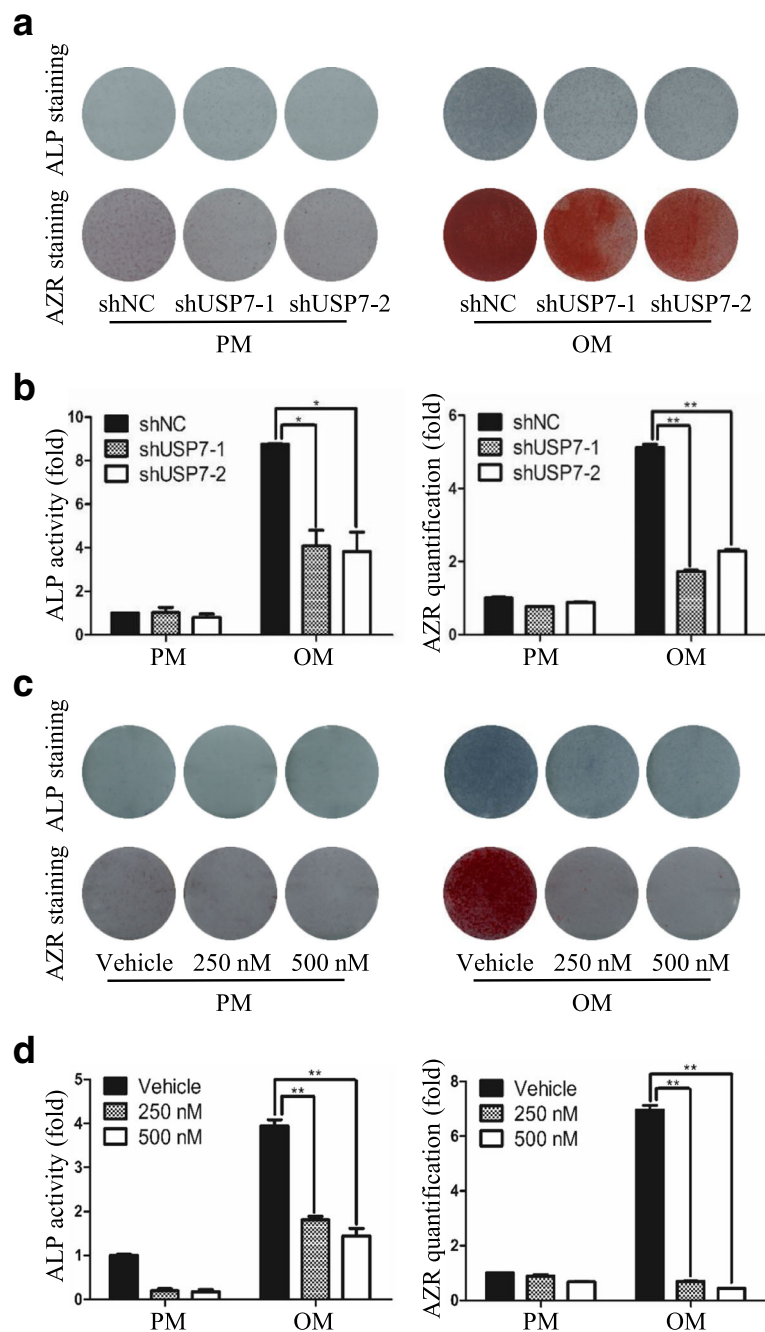 a
ALP staining
AZR staining
shNC shUSP7-1 shUSP7-2
PM
shNC shUSP7-1 shUSP7-2
OM
b
ALP activity (fold)
10
8
6
4
2
0
shNC
shUSP7-1
shUSP7-2
*
*
PM
OM
AZR quantification (fold)
6
4
2
0
shNC
shUSP7-1
shUSP7-2
**
**
PM
OM
c
ALP staining
AZR staining
Vehicle 250 nM 500 nM
PM
Vehicle 250 nM 500 nM
OM
d
ALP activity (fold)
5
4
3
2
1
0
Vehicle
250 nM
500 nM
**
**
PM
OM
AZR quantification (fold)
8
6
4
2
0
Vehicle
250 nM
500 nM
**
**
PM
OM